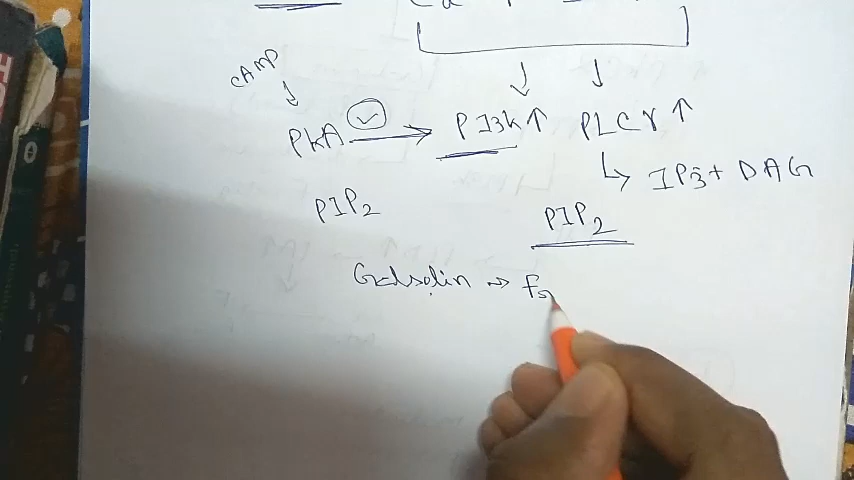 cAMP
PKA → PI3K↑ PLCγ↑
↳ IP3 + DAG
PIP2
PIP2
Gelsolin →